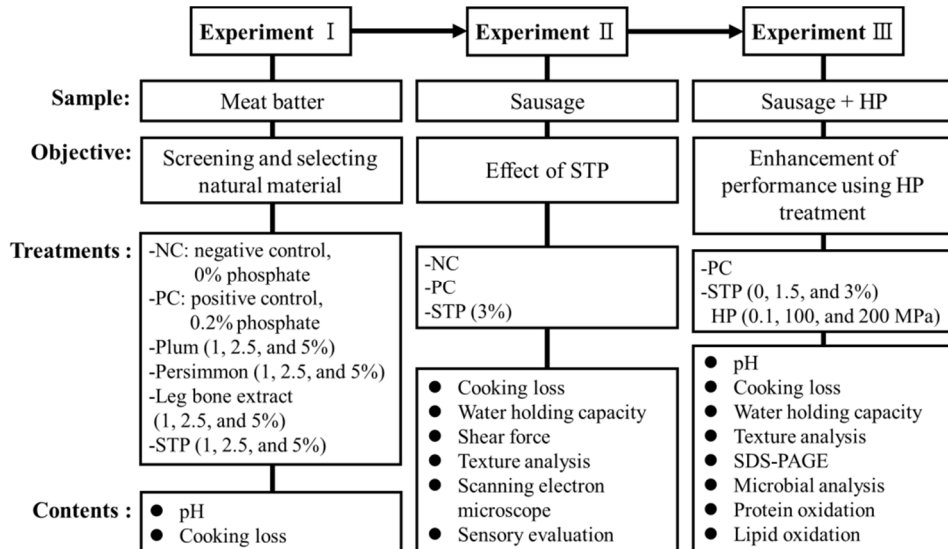 Experiment Ⅰ
Experiment Ⅱ
Experiment Ⅲ
Sample:
Meat batter
Sausage
Sausage + HP
Objective:
Screening and selecting
natural material
Effect of STP
Enhancement of
performance using HP
treatment
Treatments :
-NC: negative control,
0% phosphate
-PC: positive control,
0.2% phosphate
-Plum (1, 2.5, and 5%)
-Persimmon (1, 2.5, and 5%)
-Leg bone extract
(1, 2.5, and 5%)
-STP (1, 2.5, and 5%)
-NC
-PC
-STP (3%)
-PC
-STP (0, 1.5, and 3%)
HP (0.1, 100, and 200 MPa)
Contents :
● pH
● Cooking loss
● Cooking loss
● Water holding capacity
● Shear force
● Texture analysis
● Scanning electron
microscope
● Sensory evaluation
● pH
● Cooking loss
● Water holding capacity
● Texture analysis
● SDS-PAGE
● Microbial analysis
● Protein oxidation
● Lipid oxidation